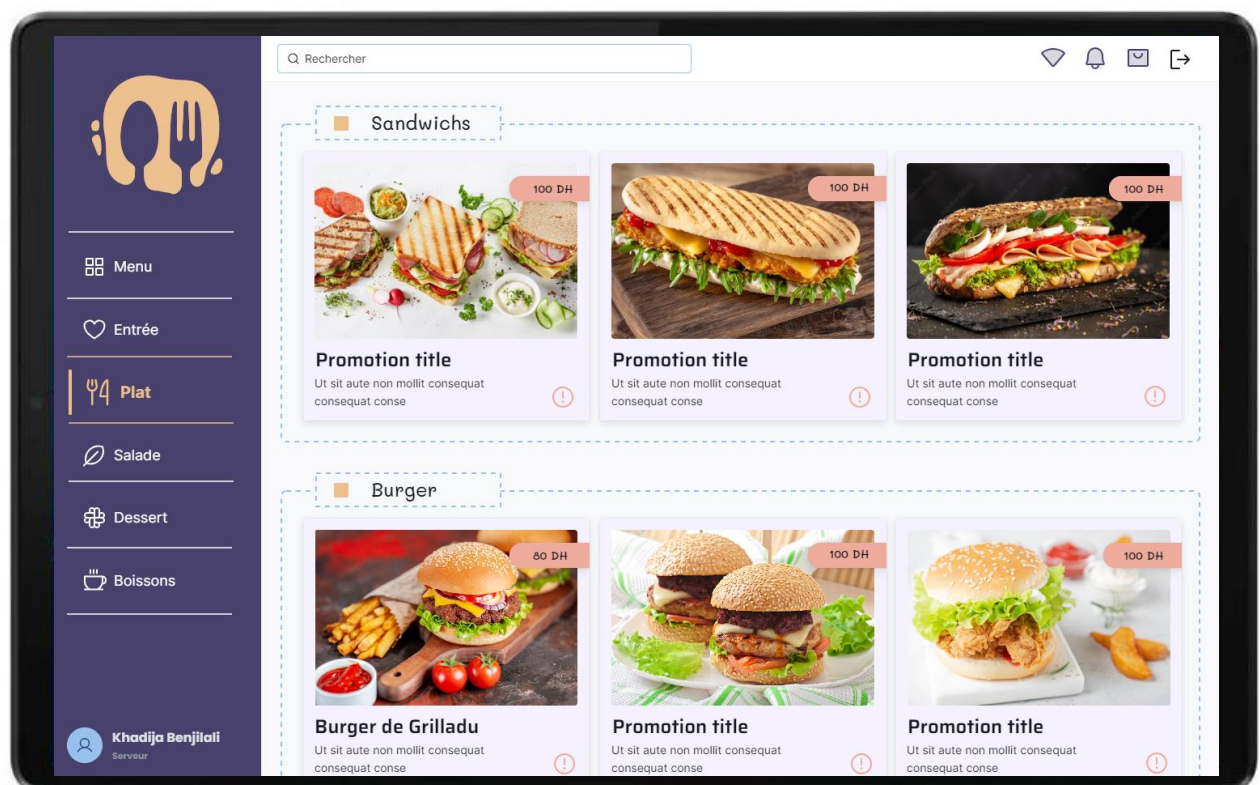 Rechercher
Menu
Entrée
Plat
Salade
Dessert
Boissons
Khadija Benjilali
Serveur
Sandwichs
100 DH
100 DH
100 DH
Promotion title
Ut sit aute non mollit consequat
consequat conse
Promotion title
Ut sit aute non mollit consequat
consequat conse
Promotion title
Ut sit aute non mollit consequat
consequat conse
Burger
80 DH
100 DH
100 DH
Burger de Grilladu
Ut sit aute non mollit consequat
consequat conse
Promotion title
Ut sit aute non mollit consequat
consequat conse
Promotion title
Ut sit aute non mollit consequat
consequat conse